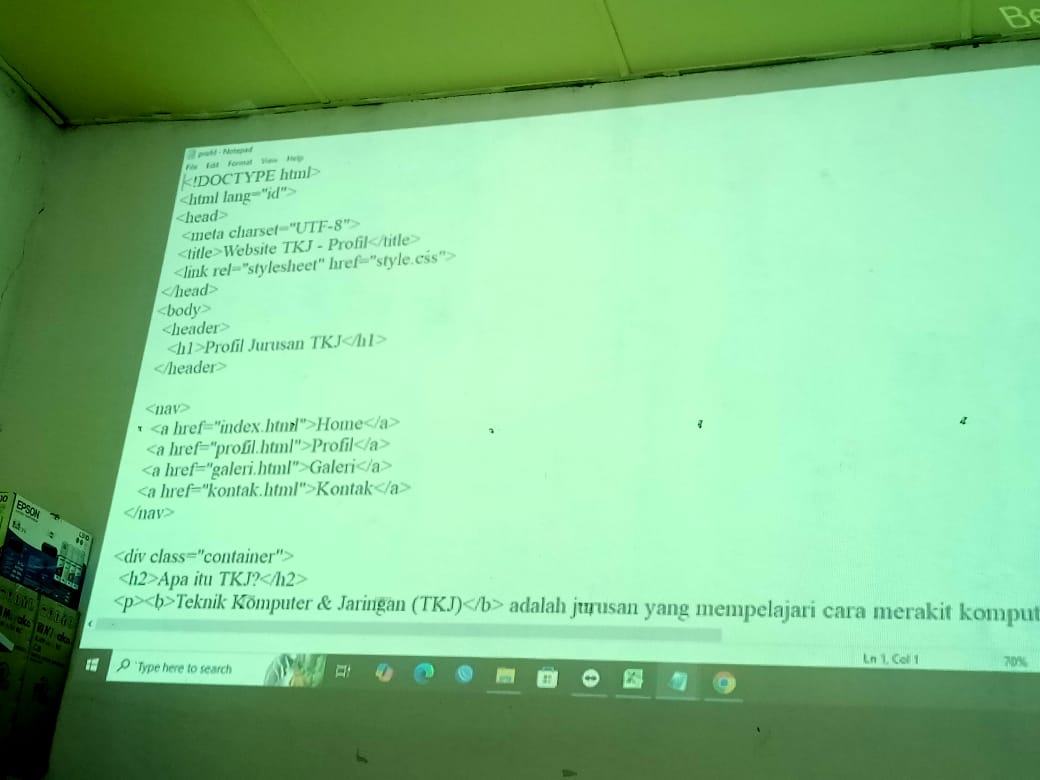 Be
profil - Notepad
File Edit Format View Help
<!DOCTYPE html>
<html lang="id">
<head>
<meta charset="UTF-8">
<title>Website TKJ - Profil</title>
<link rel="stylesheet" href="style.css">
</head>
<body>
<header>
<h1>Profil Jurusan TKJ</h1>
</header>
<nav>
<a href="index.html">Home</a>
<a href="profil.html">Profil</a>
<a href="galeri.html">Galeri</a>
<a href="kontak.html">Kontak</a>
</nav>
<div class="container">
<h2>Apa itu TKJ?</h2>
<p><b>Teknik Komputer & Jaringan (TKJ)</b> adalah jurusan yang mempelajari cara merakit komput
Ln 1, Col 1
70%
Type here to search
EPSON